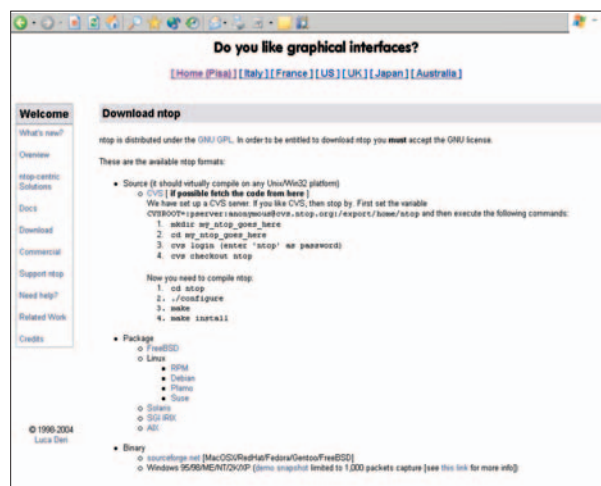 Do you like graphical interfaces?
[ Home (Pisa) ] [ Italy ] [ France ] [ US ] [ UK ] [ Japan ] [ Australia ]
Welcome
What's new?
Overview
ntop-centric
Solutions
Docs
Download
Commercial
Support ntop
Need help?
Related Work
Credits
© 1998-2004
Luca Deri
Download ntop
ntop is distributed under the GNU GPL. In order to be entitled to download ntop you must accept the GNU license.
These are the available ntop formats:
• Source (it should virtually compile on any Unix/Win32 platform)
o CVS [ if possible fetch the code from here ]
We have set up a CVS server. If you like CVS, then stop by. First set the variable
CVSROOT=:pserver:anonymous@cvs.ntop.org:/export/home/ntop and then execute the following commands:
1. mkdir my_ntop_goes_here
2. cd my_ntop_goes_here
3. cvs login (enter 'ntop' as password)
4. cvs checkout ntop
Now you need to compile ntop:
1. cd ntop
2. ./configure
3. make
4. make install
• Package
o FreeBSD
o Linux
• RPM
• Debian
• Plamo
• Suse
o Solaris
o SGI IRIX
o AIX
• Binary
o sourceforge.net [MacOSX/RedHat/Fedora/Gentoo/FreeBSD]
o Windows 95/98/ME/NT/2K/XP (demo snapshot limited to 1,000 packets capture [see this link for more info])